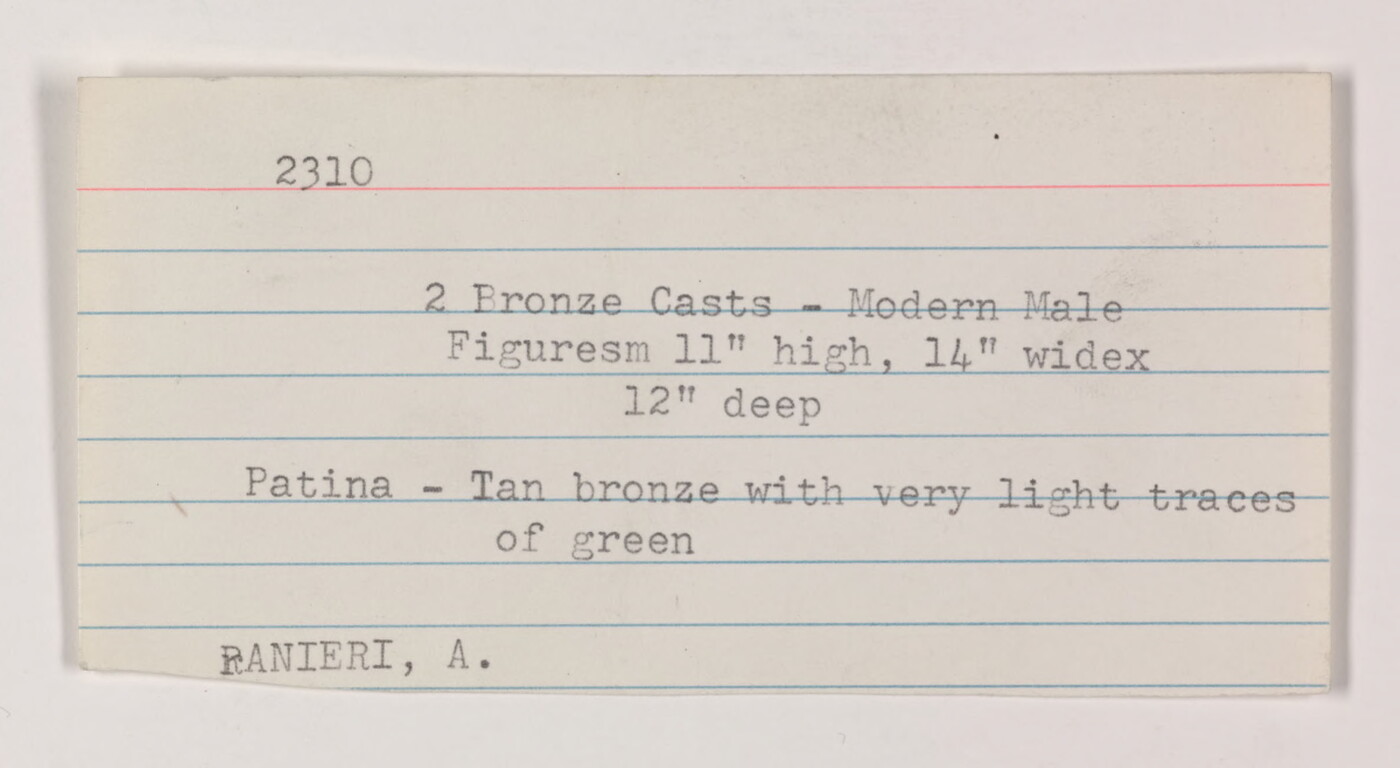 2310
2 Bronze Casts - Modern Male
Figuresm 11" high, 14" widex
12" deep
Patina - Tan bronze with very light traces
of green
RANIERI, A.